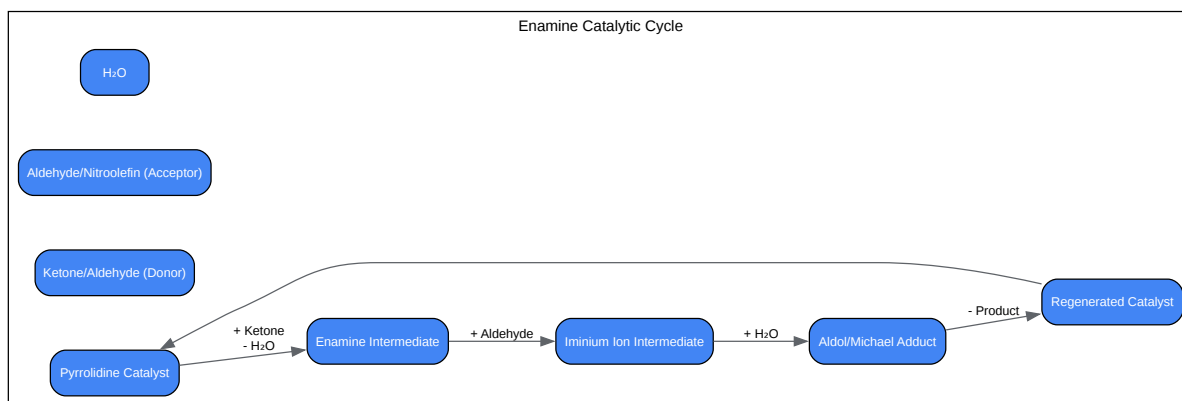 Enamine Catalytic Cycle
H₂O
Aldehyde/Nitroolefin (Acceptor)
Ketone/Aldehyde (Donor)
Pyrrolidine Catalyst
+ Ketone
- H₂O
Enamine Intermediate
+ Aldehyde
Iminium Ion Intermediate
+ H₂O
Aldol/Michael Adduct
- Product
Regenerated Catalyst